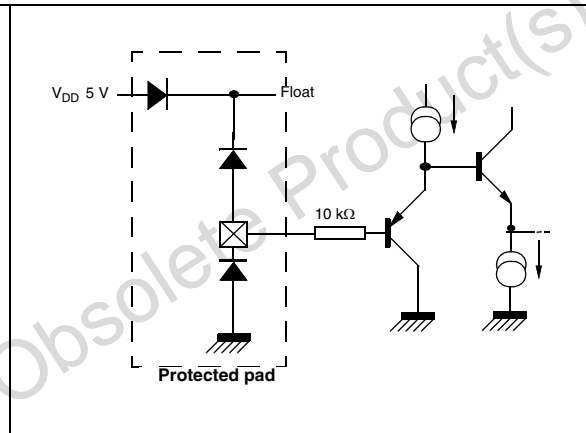 V_DD 5 V
Float
10 kΩ
Protected pad
Obsolete Product(s)